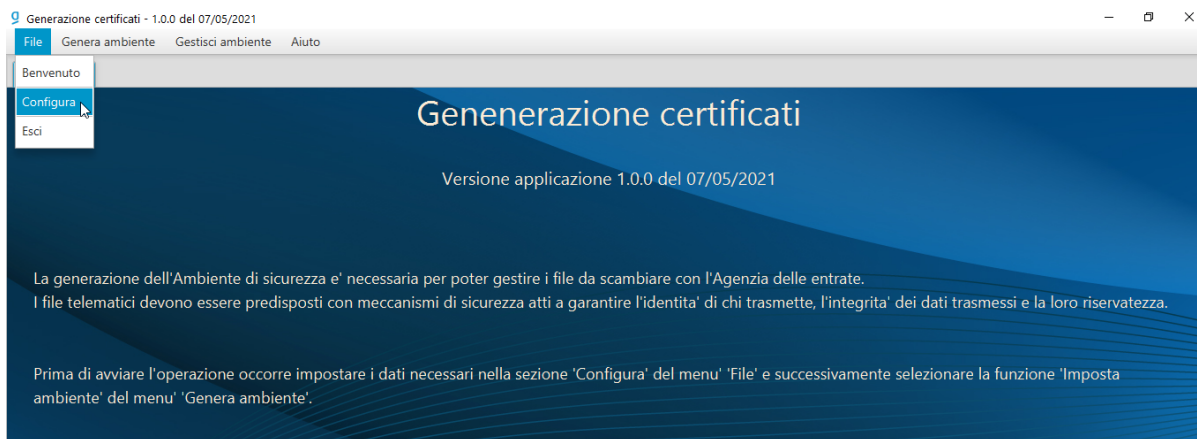 Generazione certificati - 1.0.0 del 07/05/2021
File Genera ambiente Gestisci ambiente Aiuto
Benvenuto
Configura
Esci
Genenerazione certificati
Versione applicazione 1.0.0 del 07/05/2021
La generazione dell'Ambiente di sicurezza e' necessaria per poter gestire i file da scambiare con l'Agenzia delle entrate.
I file telematici devono essere predisposti con meccanismi di sicurezza atti a garantire l'identita' di chi trasmette, l'integrita' dei dati trasmessi e la loro riservatezza.
Prima di avviare l'operazione occorre impostare i dati necessari nella sezione 'Configura' del menu' 'File' e successivamente selezionare la funzione 'Imposta
ambiente' del menu' 'Genera ambiente'.